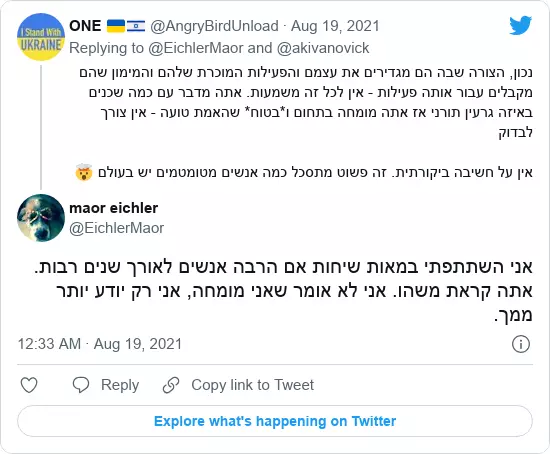 I Stand With
UKRAINE
ONE 🇺🇦🇮🇱 @AngryBirdUnload · Aug 19, 2021
Replying to @EichlerMaor and @akivanovick
נכון, הצורה שבה הם מגדירים את עצמם והפעילות המוכרת שלהם והמימון שהם
מקבלים עבור אותה פעילות - אין לכל זה משמעות. אתה מדבר עם כמה שכנים
באיזה גרעין תורני אז אתה מומחה בתחום ו*בטוח* שהאמת טועה - אין צורך
לבדוק
אין על חשיבה ביקורתית. זה פשוט מתסכל כמה אנשים מטומטמים יש בעולם 🤯
maor eichler
@EichlerMaor
אני השתתפתי במאות שיחות אם הרבה אנשים לאורך שנים רבות.
אתה קראת משהו. אני לא אומר שאני מומחה, אני רק יודע יותר
ממך.
12:33 AM · Aug 19, 2021
Reply
Copy link to Tweet
Explore what's happening on Twitter